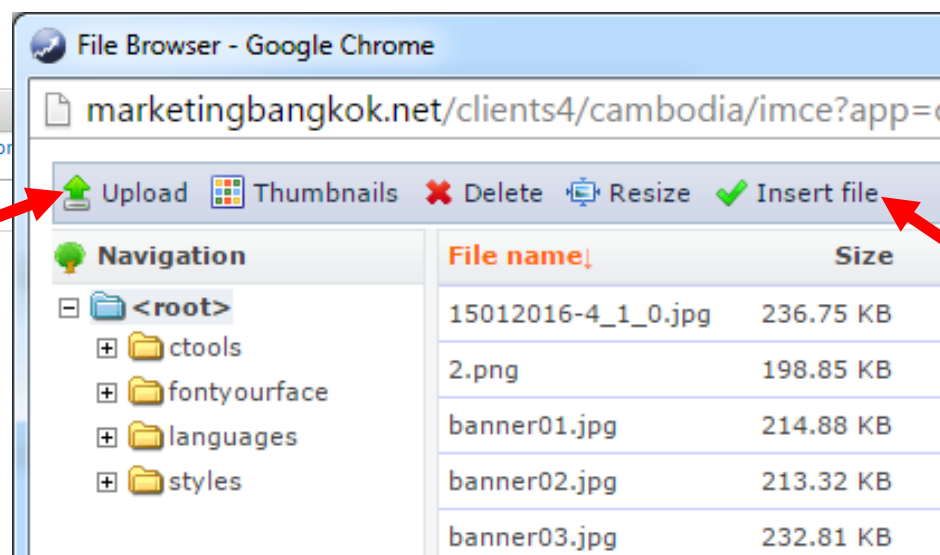 File Browser - Google Chrome
marketingbangkok.net/clients4/cambodia/imce?app=
Upload Thumbnails Delete Resize Insert file
Navigation File name↓ Size
<root> 15012016-4_1_0.jpg 236.75 KB
ctools
2.png 198.85 KB
fontyourface
banner01.jpg 214.88 KB
languages
styles banner02.jpg 213.32 KB
banner03.jpg 232.81 KB